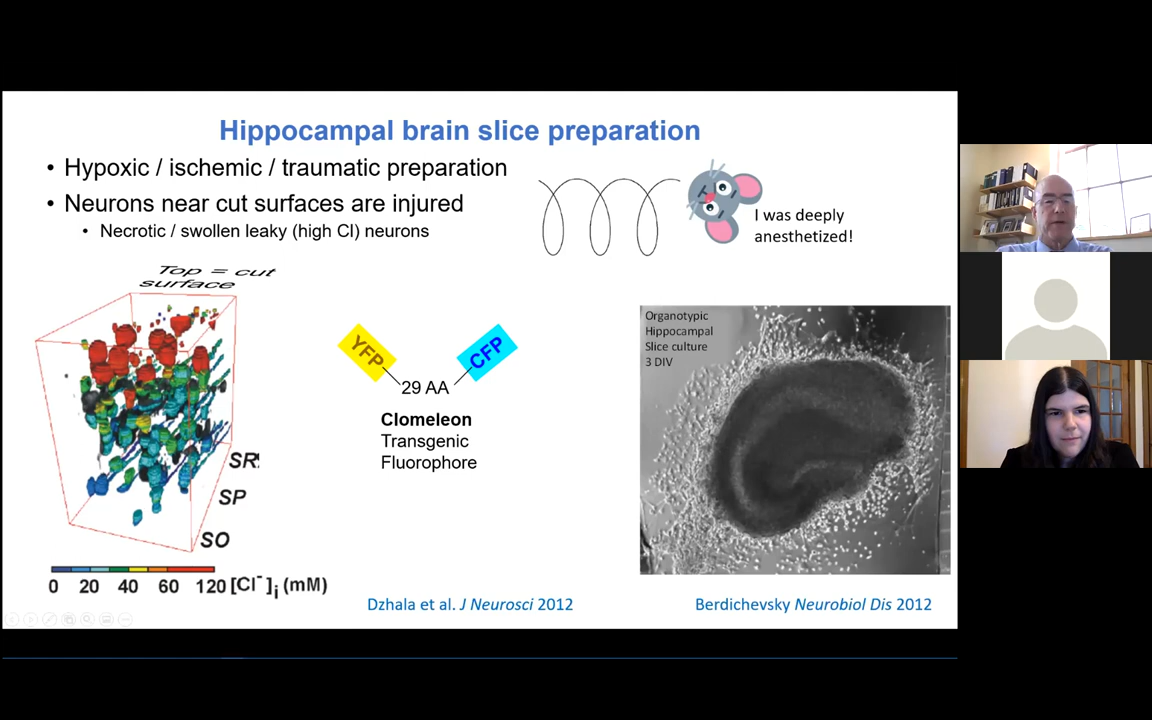 Hippocampal brain slice preparation
• Hypoxic / ischemic / traumatic preparation
• Neurons near cut surfaces are injured
• Necrotic / swollen leaky (high Cl) neurons
I was deeply
anesthetized!
Top = cut
surface
SR
SP
SO
0 20 40 60 120 [Cl⁻]i (mM)
YFP
CFP
29 AA
Clomeleon
Transgenic
Fluorophore
Organotypic
Hippocampal
Slice culture
3 DIV
Dzhala et al. J Neurosci 2012
Berdichevsky Neurobiol Dis 2012